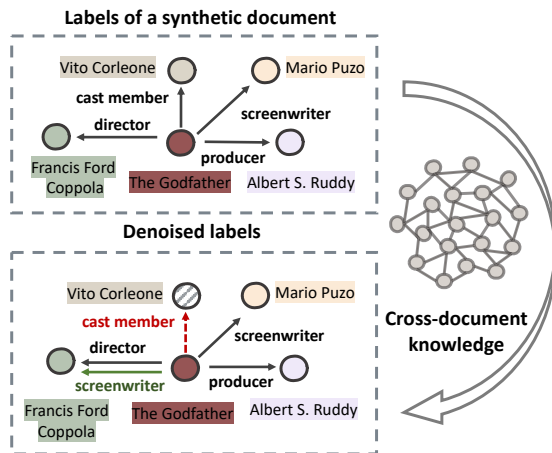 Labels of a synthetic document
Vito Corleone
Mario Puzo
cast member
screenwriter
director
producer
Francis Ford
Coppola
The Godfather
Albert S. Ruddy
Denoised labels
Vito Corleone
Mario Puzo
cast member
screenwriter
director
screenwriter
producer
Francis Ford
Coppola
The Godfather
Albert S. Ruddy
Cross-document
knowledge